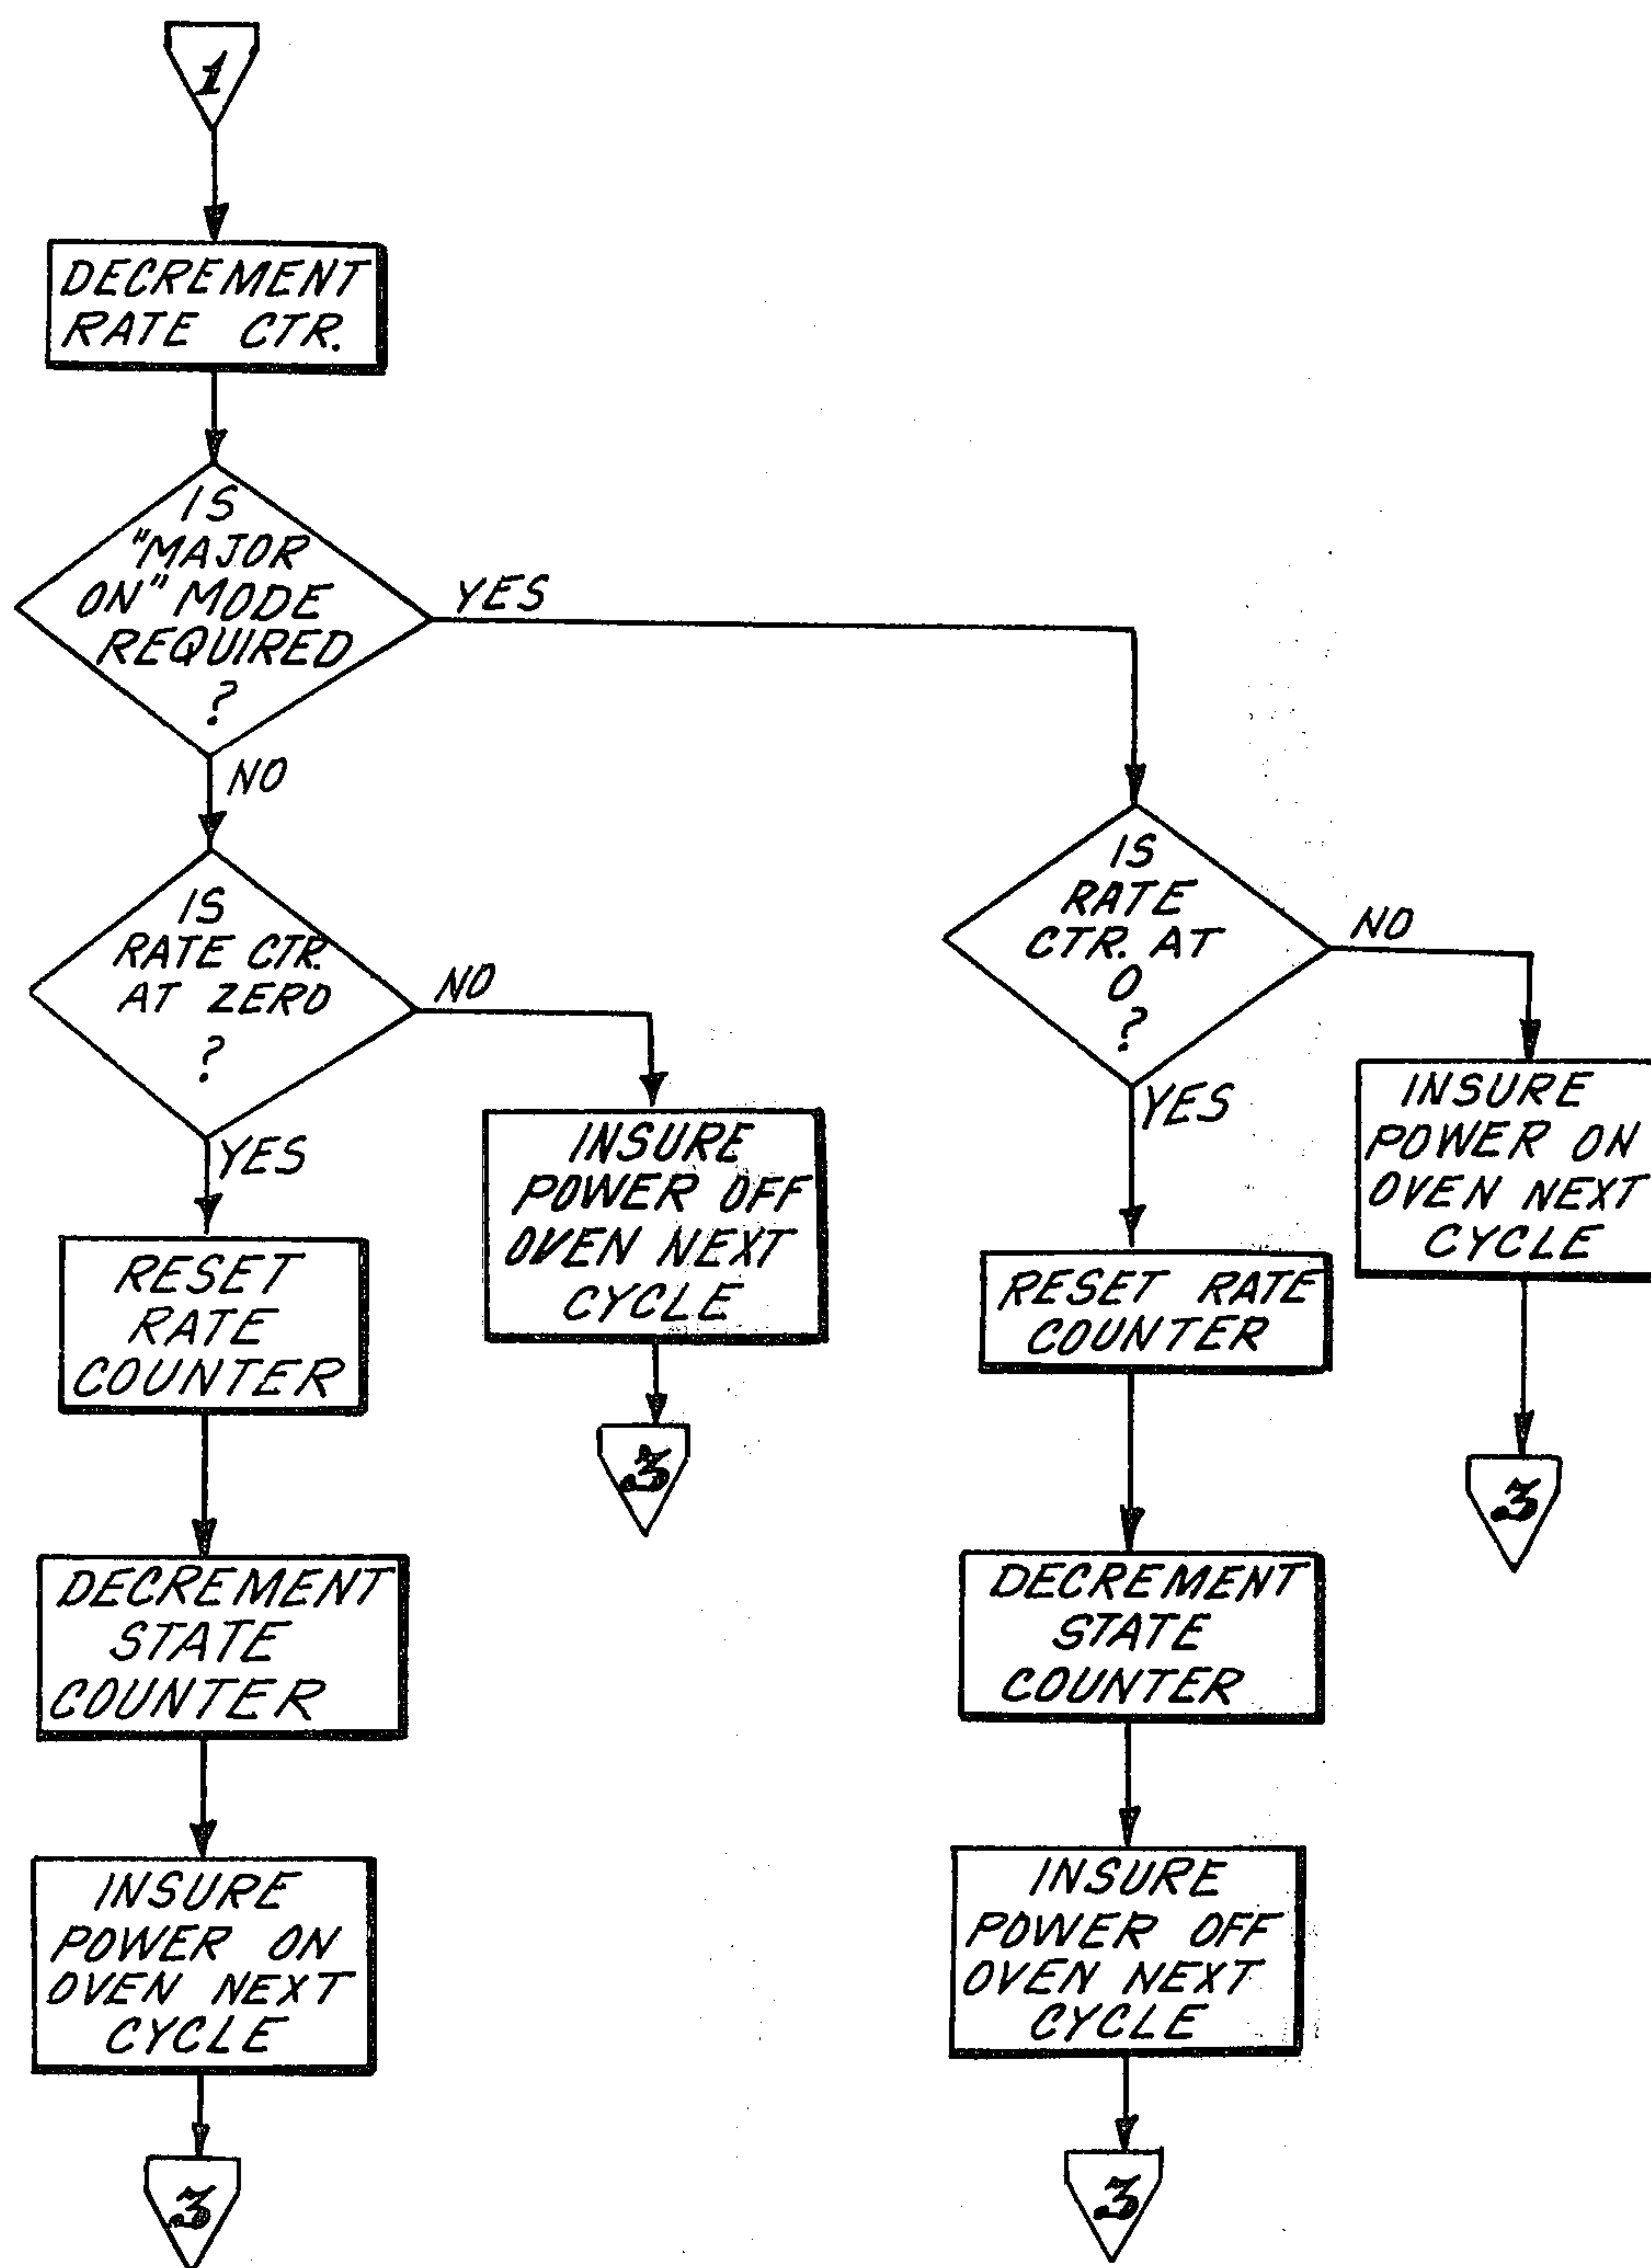 1
DECREMENT
RATE CTR.
IS
"MAJOR
ON" MODE
REQUIRED
?
YES
NO
IS
RATE CTR.
AT ZERO
?
NO
YES
INSURE
POWER OFF
OVEN NEXT
CYCLE
3
RESET
RATE
COUNTER
DECREMENT
STATE
COUNTER
INSURE
POWER ON
OVEN NEXT
CYCLE
3
IS
RATE
CTR. AT
0
?
NO
YES
INSURE
POWER ON
OVEN NEXT
CYCLE
3
RESET RATE
COUNTER
DECREMENT
STATE
COUNTER
INSURE
POWER OFF
OVEN NEXT
CYCLE
3